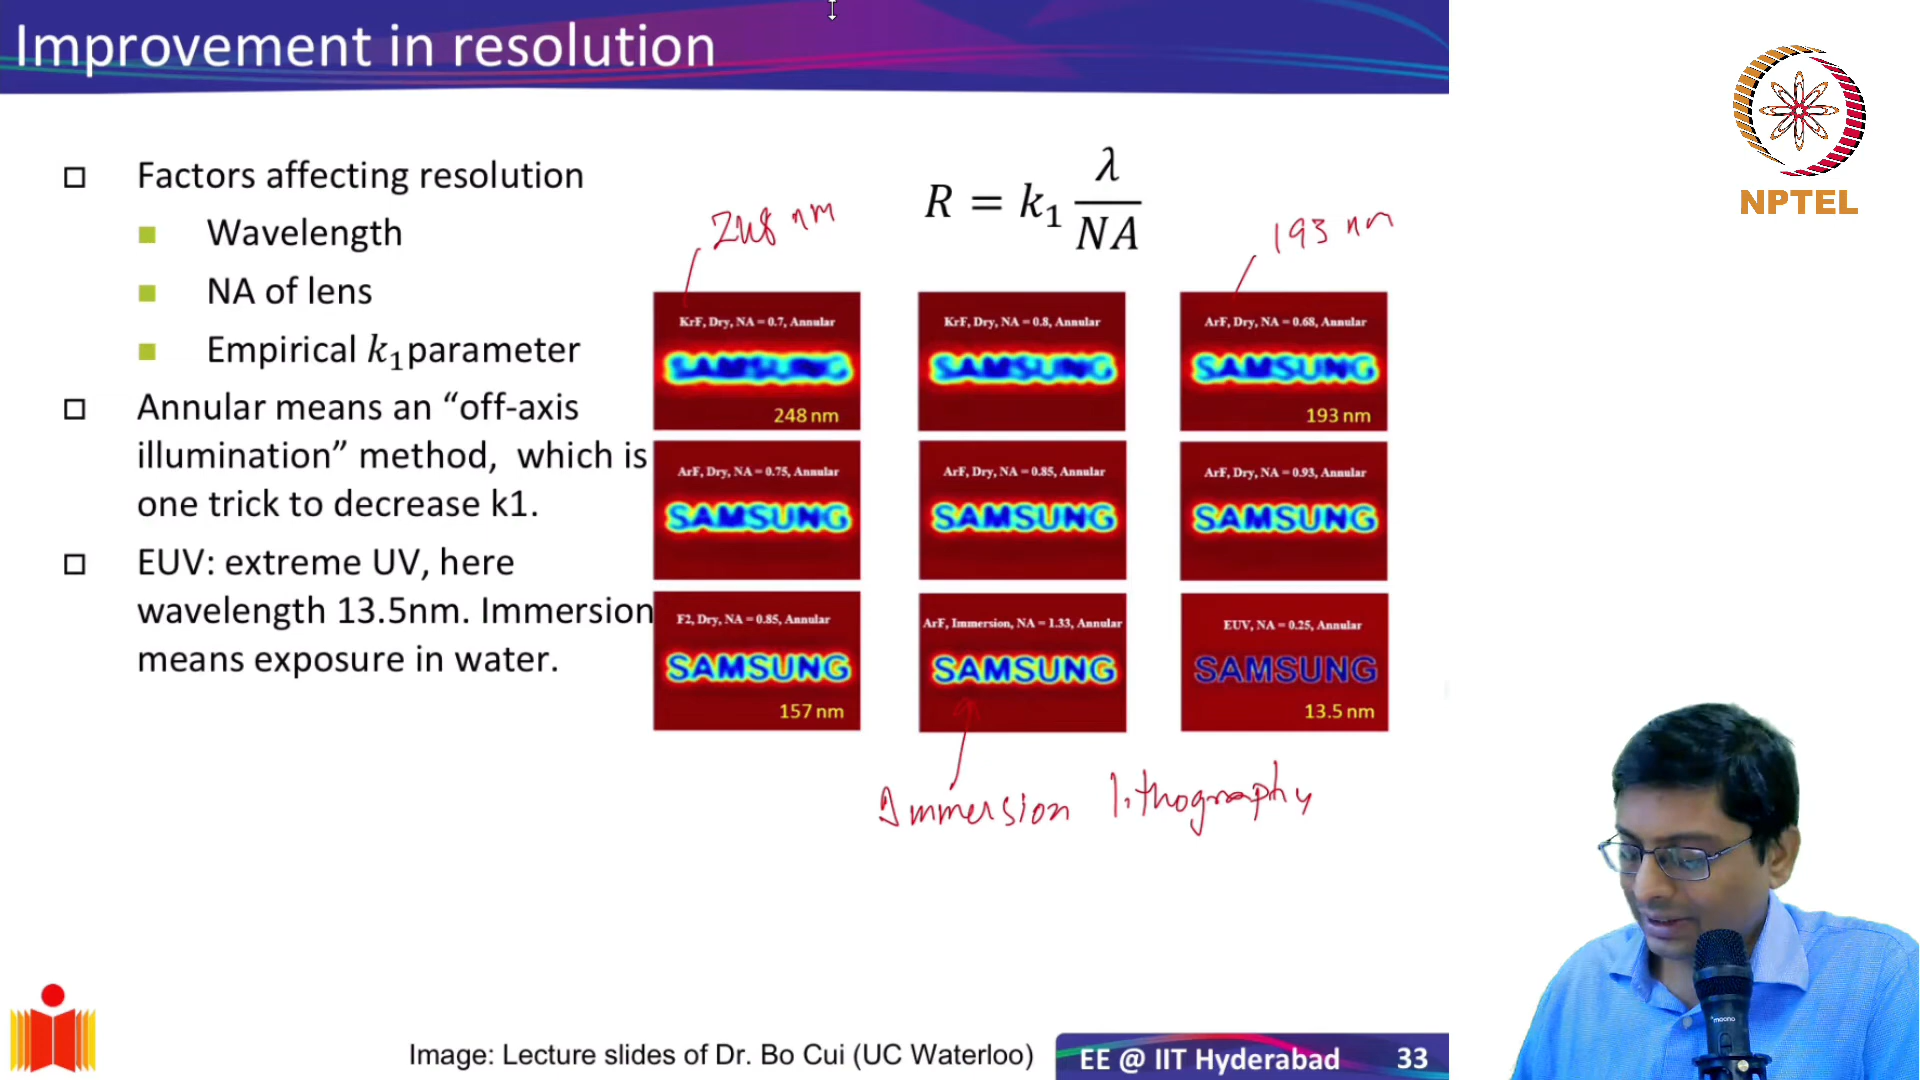 Improvement in resolution
NPTEL
Factors affecting resolution
Wavelength
NA of lens
Empirical k₁parameter
Annular means an “off-axis
illumination” method, which is
one trick to decrease k1.
EUV: extreme UV, here
wavelength 13.5nm. Immersion
means exposure in water.
R = k₁ λ/NA
248 nm
193 nm
KrF, Dry, NA = 0.7, Annular
SAMSUNG
248 nm
KrF, Dry, NA = 0.8, Annular
SAMSUNG
ArF, Dry, NA = 0.68, Annular
SAMSUNG
193 nm
ArF, Dry, NA = 0.75, Annular
SAMSUNG
ArF, Dry, NA = 0.85, Annular
SAMSUNG
ArF, Dry, NA = 0.93, Annular
SAMSUNG
F2, Dry, NA = 0.85, Annular
SAMSUNG
157 nm
ArF, Immersion, NA = 1.33, Annular
SAMSUNG
EUV, NA = 0.25, Annular
SAMSUNG
13.5 nm
Immersion lithography
Image: Lecture slides of Dr. Bo Cui (UC Waterloo)
EE @ IIT Hyderabad 33
maono